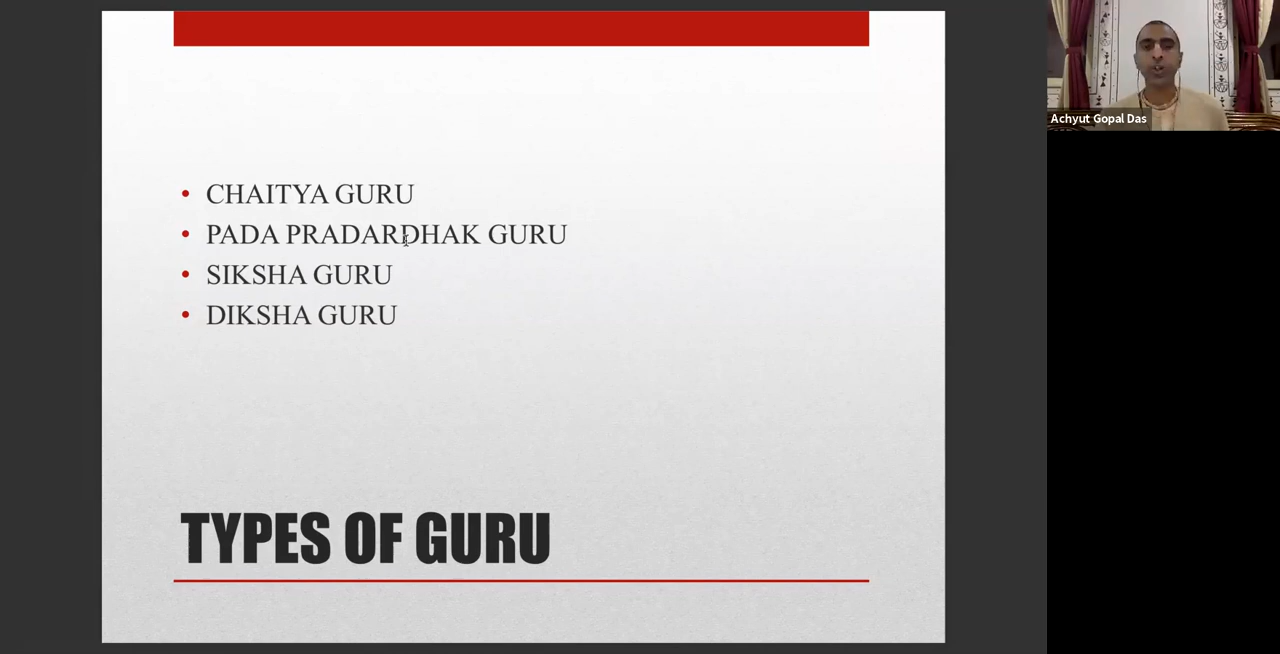 CHAITYA GURU
PADA PRADARDHAK GURU
SIKSHA GURU
DIKSHA GURU
TYPES OF GURU
Achyut Gopal Das